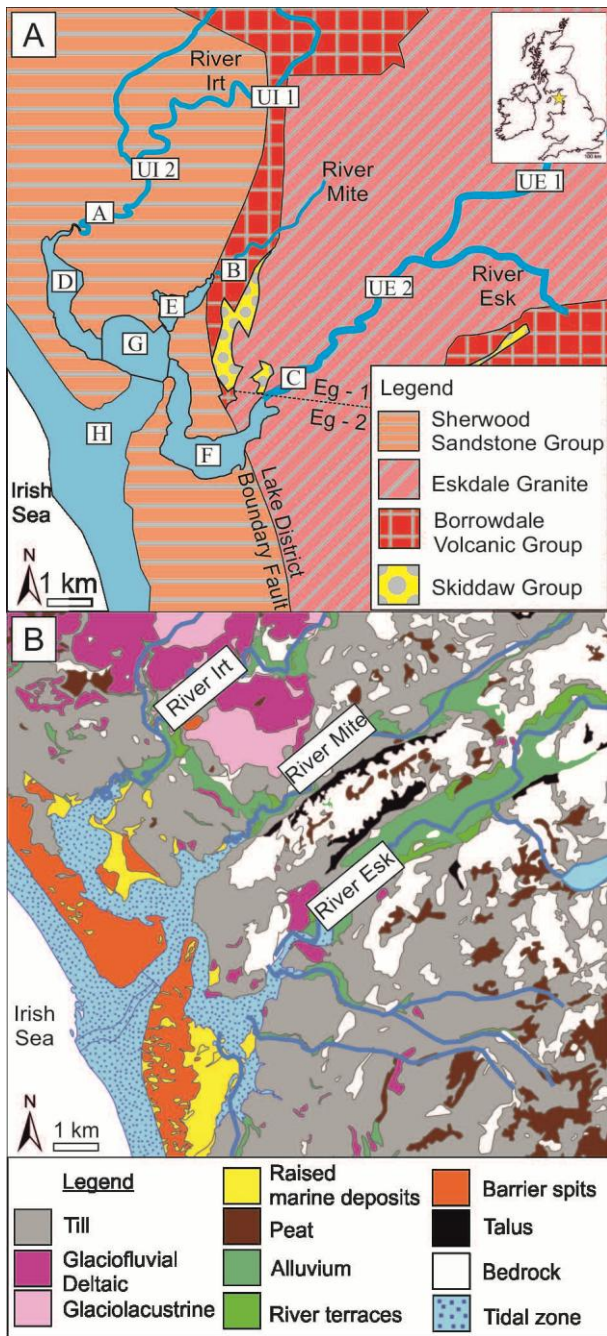 A
River
Irt
UI 1
100 km
River
Mite
UI 2
UE 1
A
B
UE 2
D
E
River
Esk
G
C
Eg - 1
Eg - 2
H
F
Irish
Sea
Lake District
Boundary Fault
N
1 km
Legend
Sherwood
Sandstone Group
Eskdale Granite
Borrowdale
Volcanic Group
Skiddaw Group
B
River Irt
River Mite
River Esk
Irish
Sea
N
1 km
Legend
Till
Glaciofluvial
Deltaic
Glaciolacustrine
Raised
marine deposits
Peat
Alluvium
River terraces
Barrier spits
Talus
Bedrock
Tidal zone